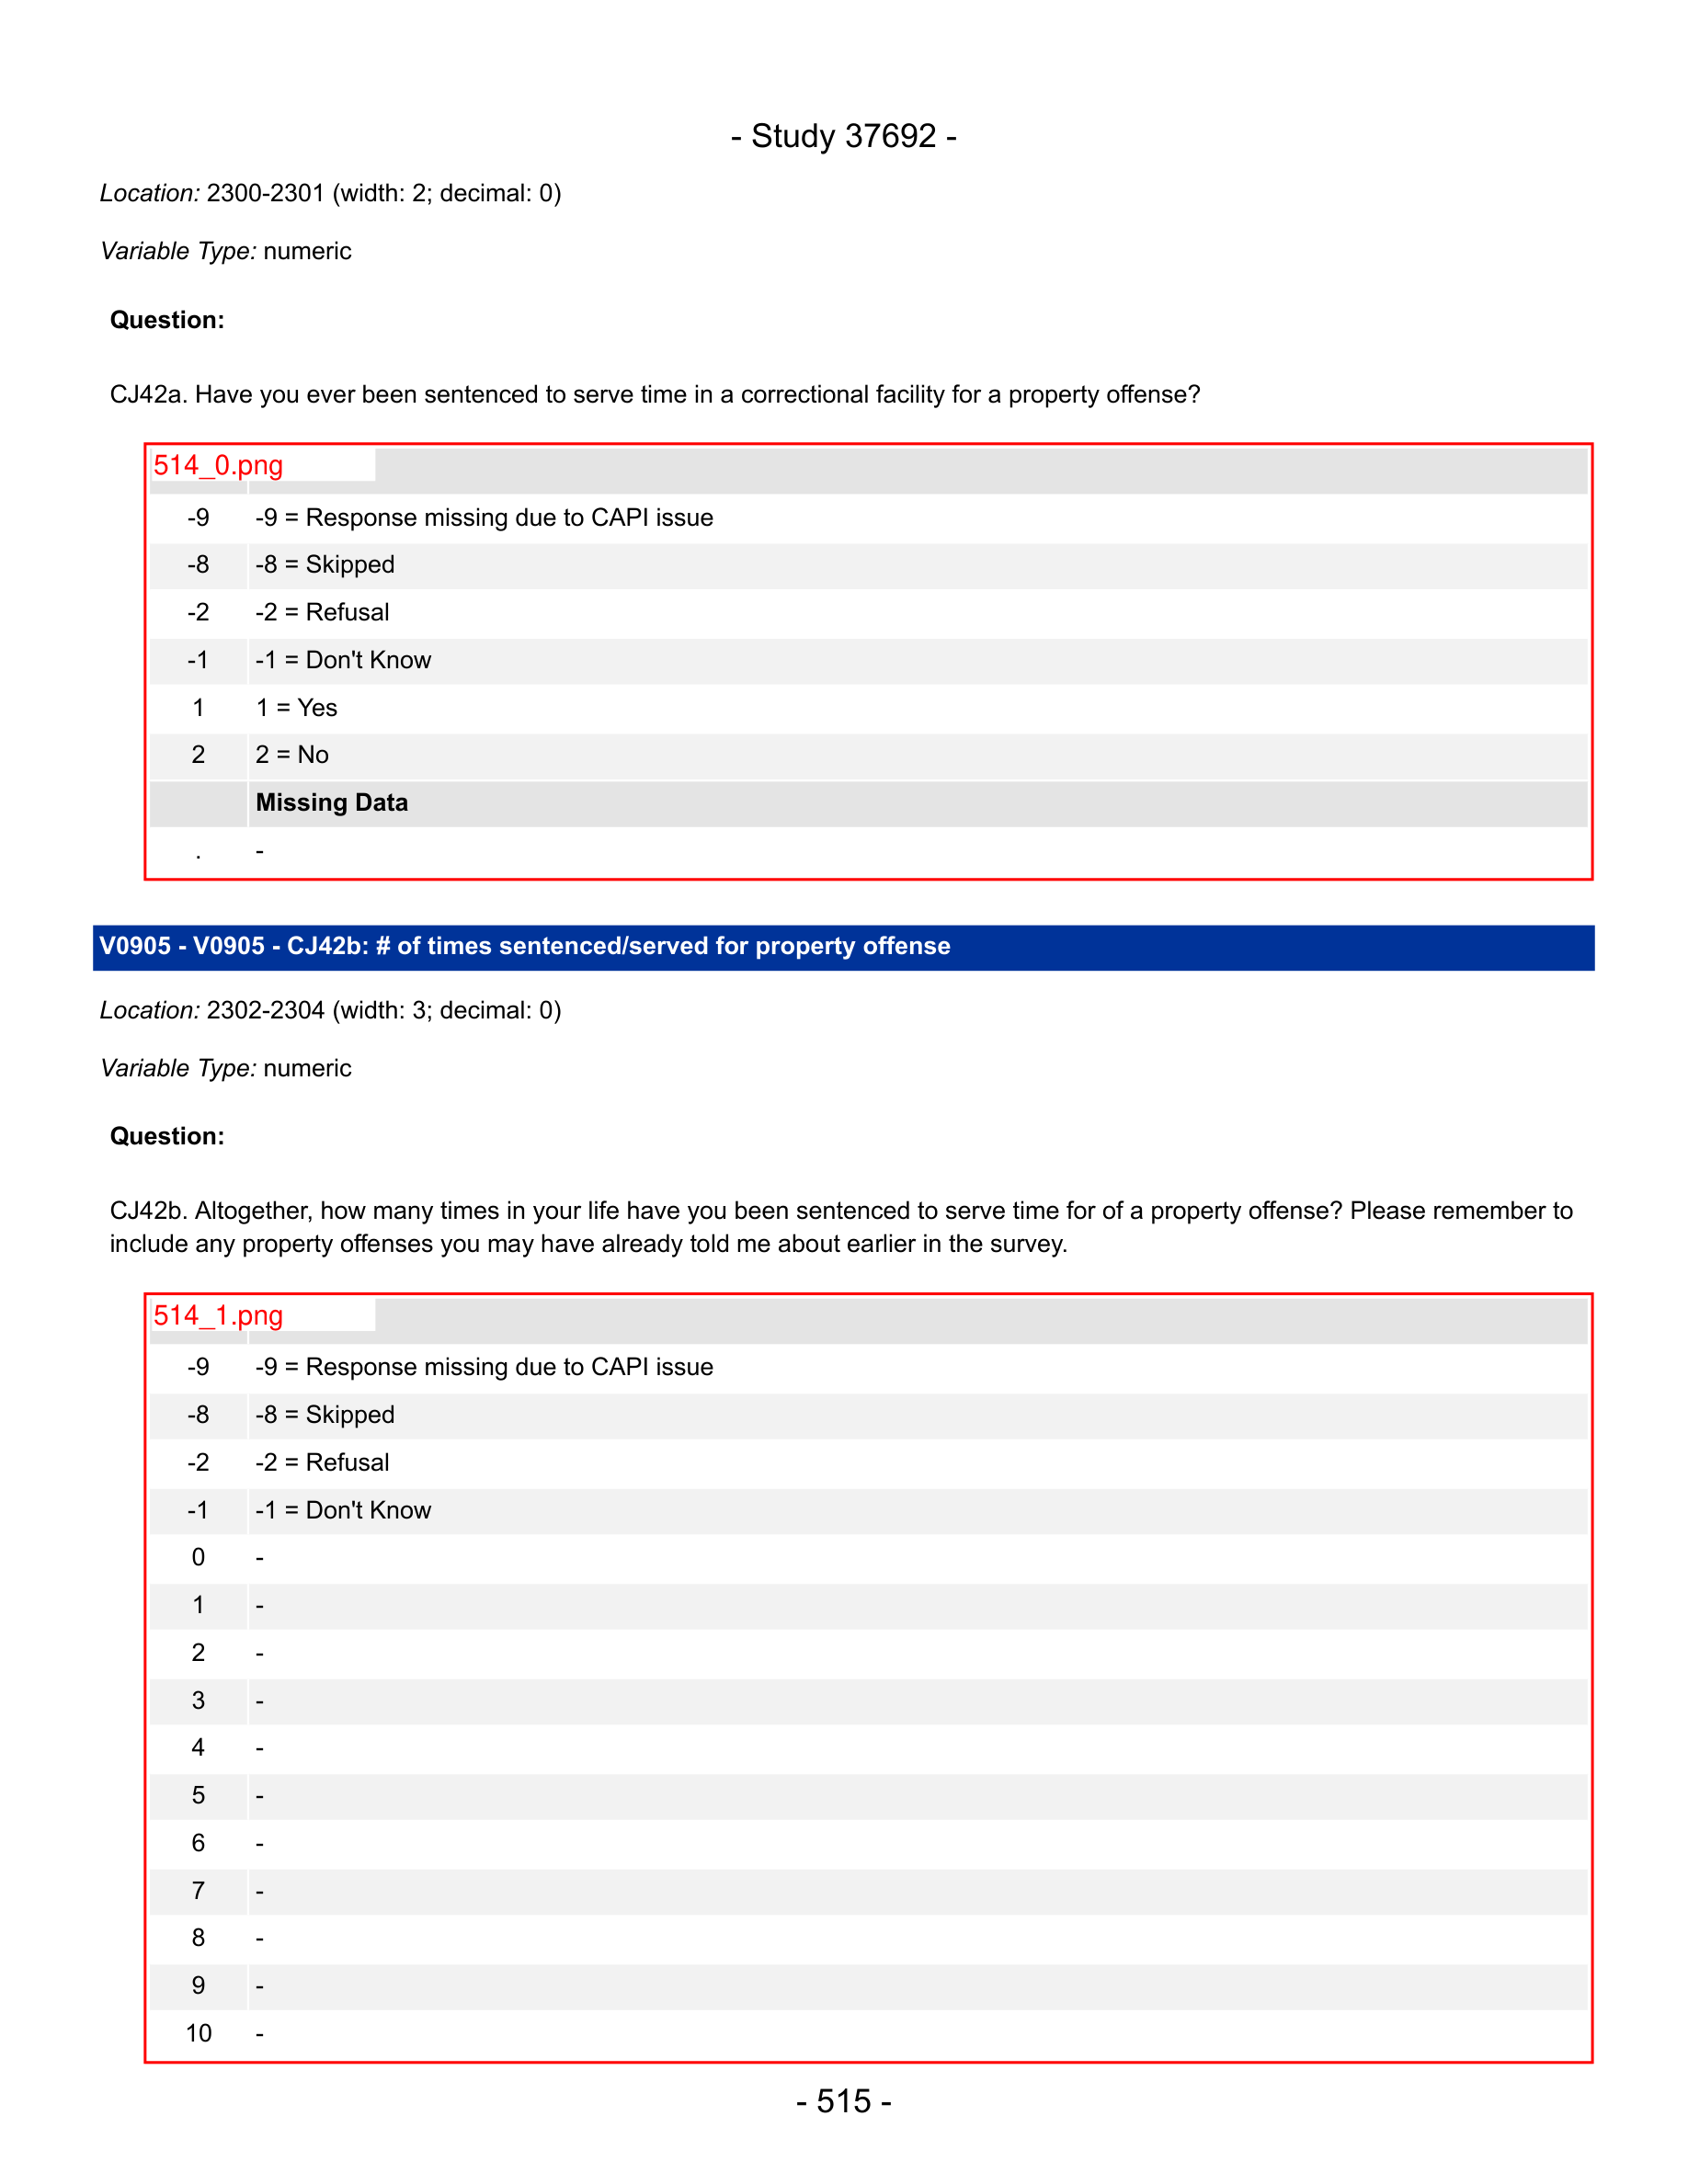 - Study 37692 -
Location: 2300-2301 (width: 2; decimal: 0)
Variable Type: numeric
Question:
CJ42a. Have you ever been sentenced to serve time in a correctional facility for a property offense?
514_0.png
-9 -9 = Response missing due to CAPI issue
-8 -8 = Skipped
-2 -2 = Refusal
-1 -1 = Don't Know
1 1 = Yes
2 2 = No
Missing Data
. -
V0905 - V0905 - CJ42b: # of times sentenced/served for property offense
Location: 2302-2304 (width: 3; decimal: 0)
Variable Type: numeric
Question:
CJ42b. Altogether, how many times in your life have you been sentenced to serve time for of a property offense? Please remember to
include any property offenses you may have already told me about earlier in the survey.
514_1.png
-9 -9 = Response missing due to CAPI issue
-8 -8 = Skipped
-2 -2 = Refusal
-1 -1 = Don't Know
0 -
1 -
2 -
3 -
4 -
5 -
6 -
7 -
8 -
9 -
10 -
- 515 -